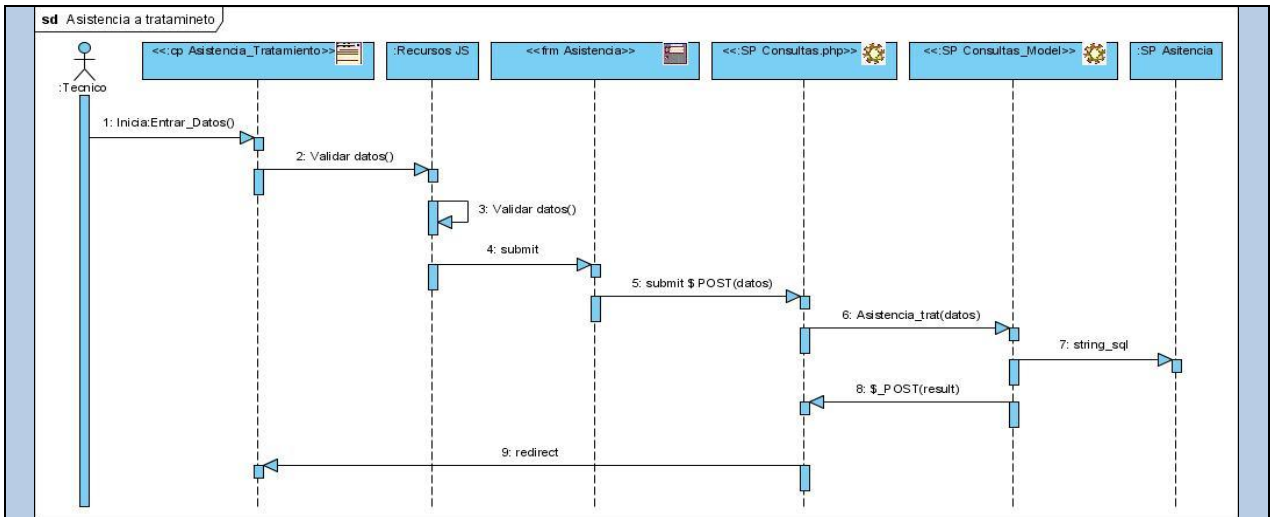 sd Asistencia a tratamineto
<<:cp Asistencia_Tratamiento>>
:Recursos JS
<<frm Asistencia>>
<<:SP Consultas.php>>
<<:SP Consultas_Model>>
:SP Asitencia
:Tecnico
1: Inicia:Entrar_Datos()
2: Validar datos()
3: Validar datos()
4: submit
5: submit $ POST(datos)
6: Asistencia_trat(datos)
7: string_sql
8: $_POST(result)
9: redirect